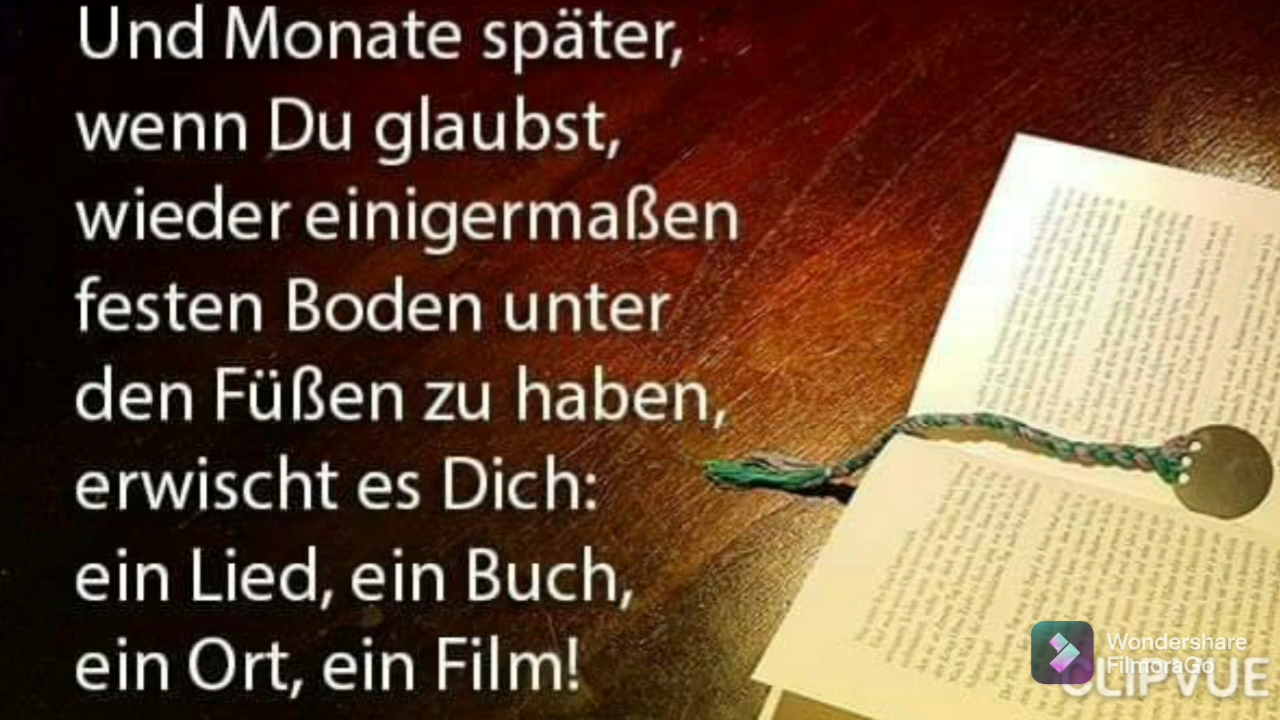 Und Monate später,
wenn Du glaubst,
wieder einigermaßen
festen Boden unter
den Füßen zu haben,
erwischt es Dich:
ein Lied, ein Buch,
ein Ort, ein Film!
Wondershare
FilmoraGo
CLIPVUE